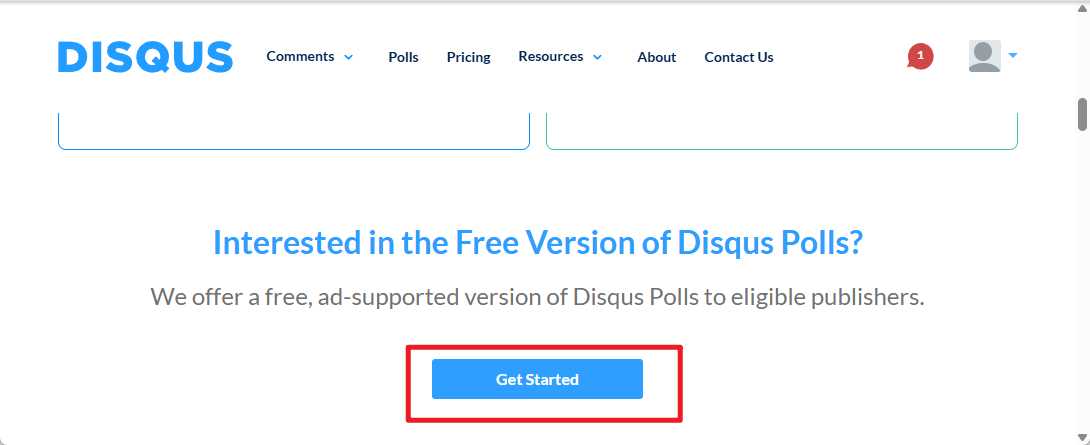 DISQUS Comments Polls Pricing Resources About Contact Us 1
Interested in the Free Version of Disqus Polls?
We offer a free, ad-supported version of Disqus Polls to eligible publishers.
Get Started